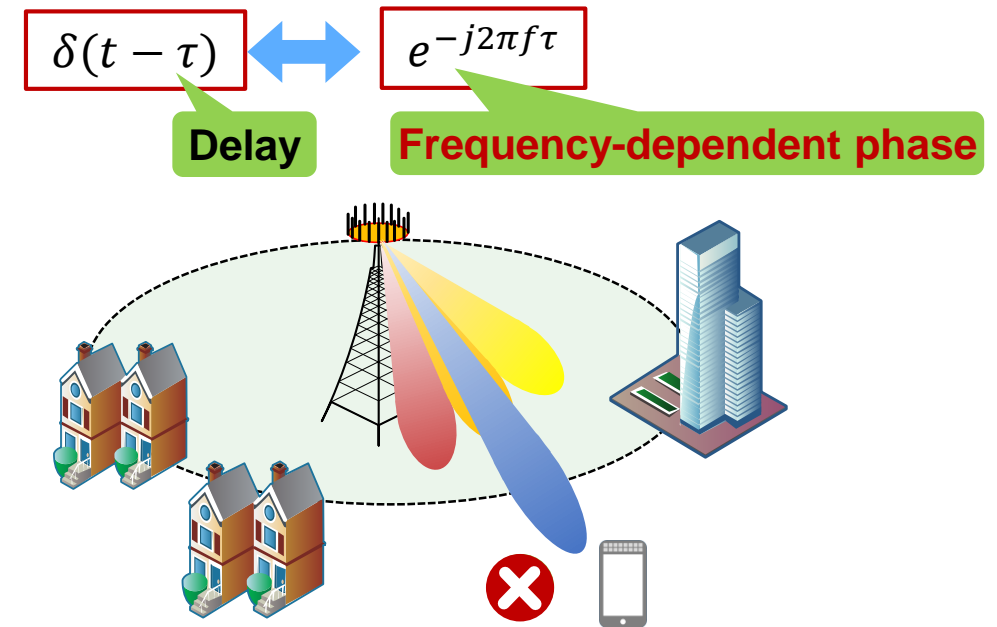 δ(t − τ) e^{−j2πfτ}
Delay Frequency-dependent phase